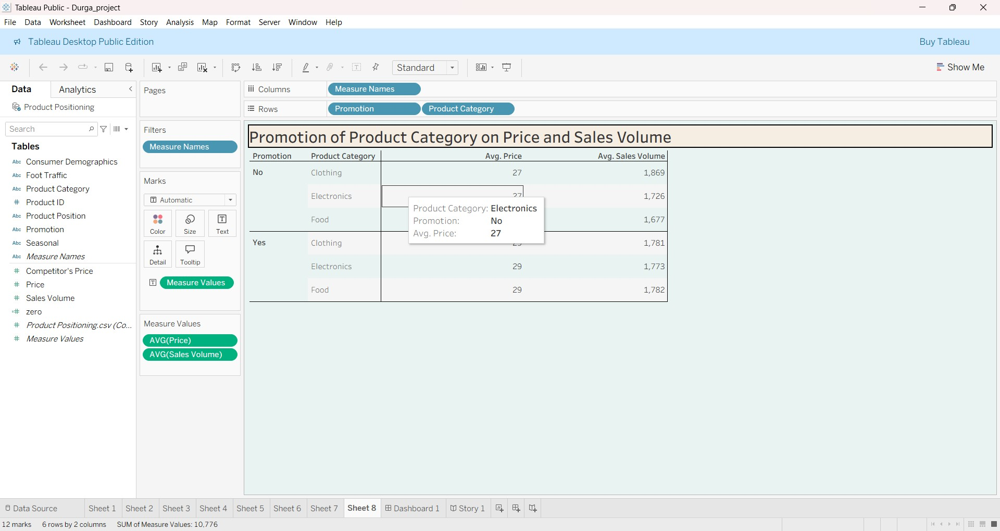 Tableau Public - Durga_project
File Data Worksheet Dashboard Story Analysis Map Format Server Window Help
Tableau Desktop Public Edition Buy Tableau
Standard Show Me
Data Analytics
Product Positioning
Search
Tables
Abc Consumer Demographics
Abc Foot Traffic
Abc Product Category
# Product ID
Abc Product Position
Abc Promotion
Abc Seasonal
Abc Measure Names
# Competitor's Price
# Price
# Sales Volume
=# zero
# Product Positioning.csv (Co...
# Measure Values
Pages
Filters
Measure Names
Marks
T Automatic
Color Size Text
Detail Tooltip
T Measure Values
Measure Values
AVG(Price)
AVG(Sales Volume)
Columns Measure Names
Rows Promotion Product Category
Promotion of Product Category on Price and Sales Volume
Promotion Product Category Avg. Price Avg. Sales Volume
No Clothing 27 1,869
Electronics 27 1,726
Food 1,677
Yes Clothing 1,781
Electronics 29 1,773
Food 29 1,782
Product Category: Electronics
Promotion: No
Avg. Price: 27
Data Source Sheet 1 Sheet 2 Sheet 3 Sheet 4 Sheet 5 Sheet 6 Sheet 7 Sheet 8 Dashboard 1 Story 1
12 marks 6 rows by 2 columns SUM of Measure Values: 10,776